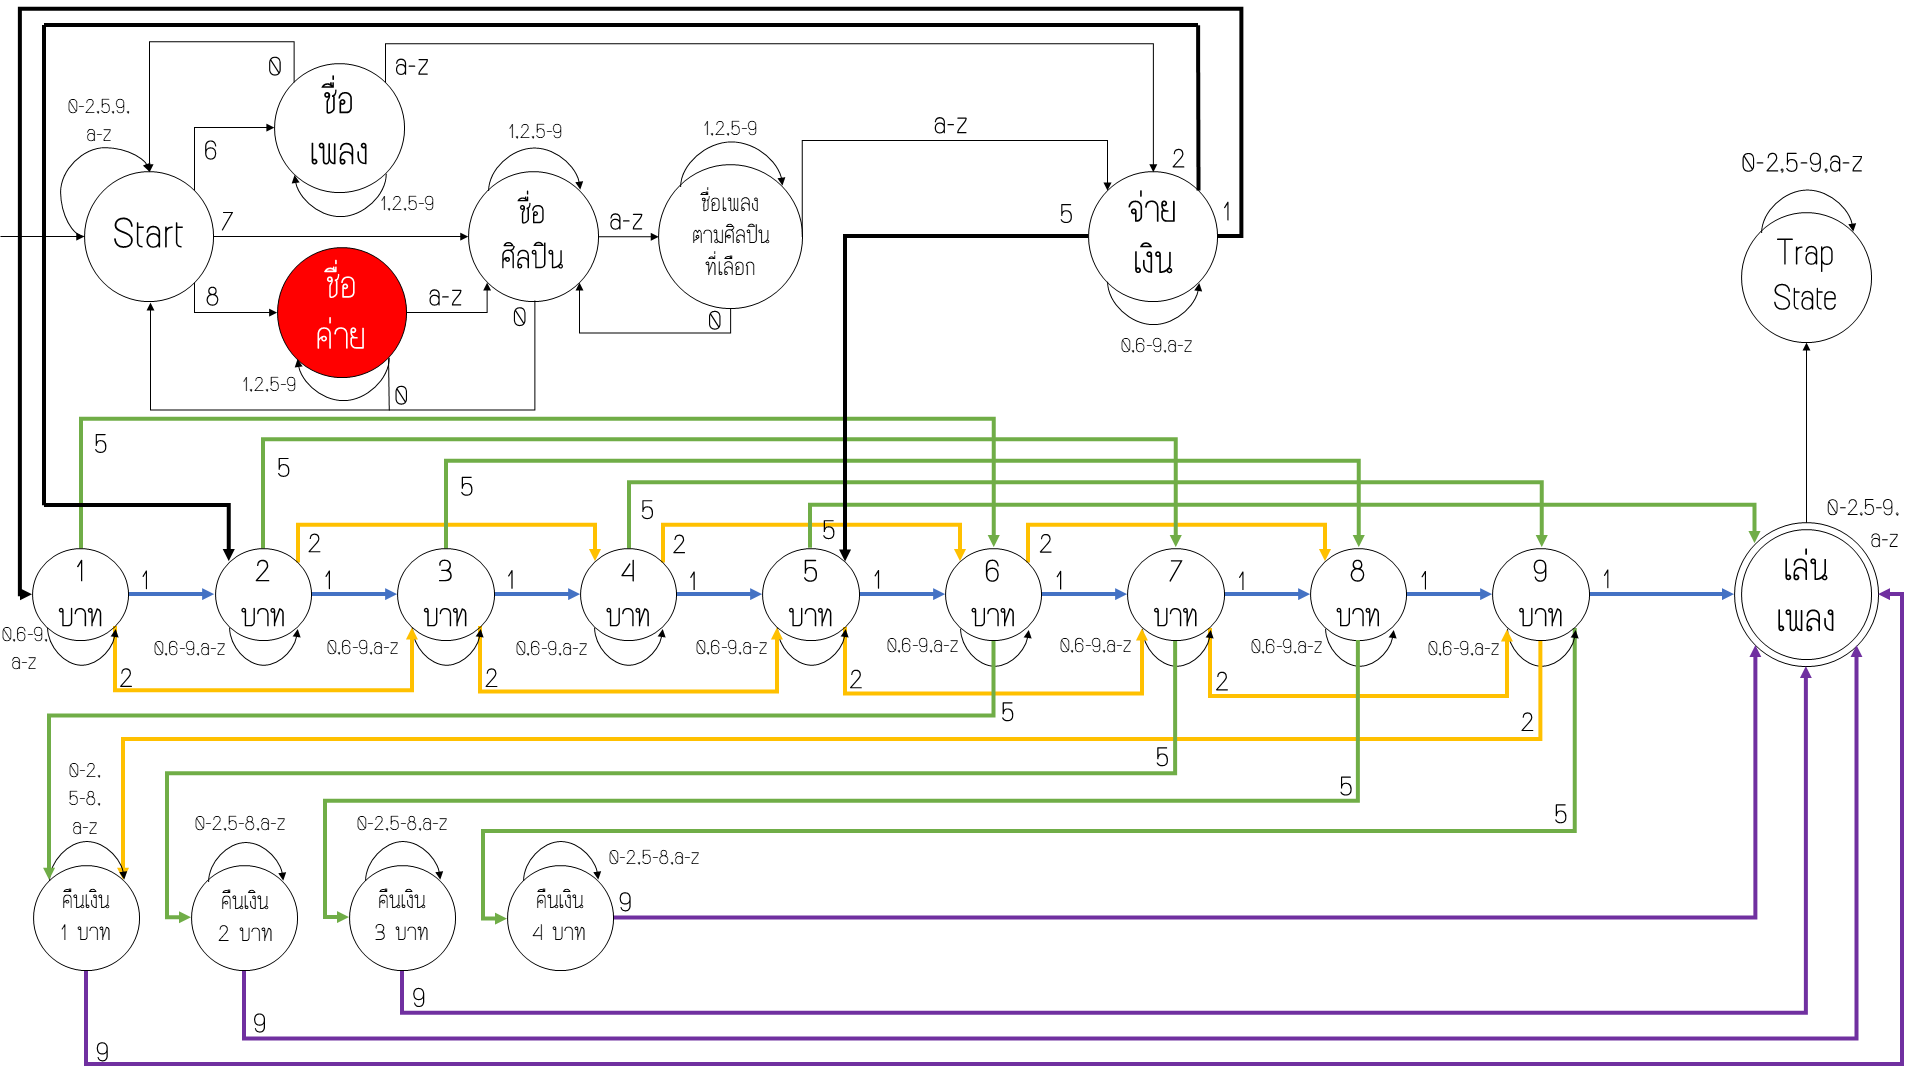 0
a-z
ชื่อ
เพลง
0-2,5,9,
a-z
6
1,2,5-9
1,2,5-9
1,2,5-9
a-z
2
0-2,5-9,a-z
Start
7
ชื่อ
ศิลปิน
a-z
ชื่อเพลง
ตามศิลปิน
ที่เลือก
5
จ่าย
เงิน
1
Trap
State
8
ชื่อ
ค่าย
a-z
0
0
0,6-9,a-z
1,2,5-9
0
5
5
5
5
5
0-2,5-9,
a-z
2
2
2
1
บาท
1
2
บาท
1
3
บาท
1
4
บาท
1
5
บาท
1
6
บาท
1
7
บาท
1
8
บาท
1
9
บาท
1
เล่น
เพลง
0,6-9,
a-z
0,6-9,a-z
0,6-9,a-z
0,6-9,a-z
0,6-9,a-z
0,6-9,a-z
0,6-9,a-z
0,6-9,a-z
0,6-9,a-z
2
2
2
2
5
2
5
5
5
0-2,
5-8,
a-z
0-2,5-8,a-z
0-2,5-8,a-z
0-2,5-8,a-z
คืนเงิน
1 บาท
คืนเงิน
2 บาท
คืนเงิน
3 บาท
คืนเงิน
4 บาท
9
9
9
9